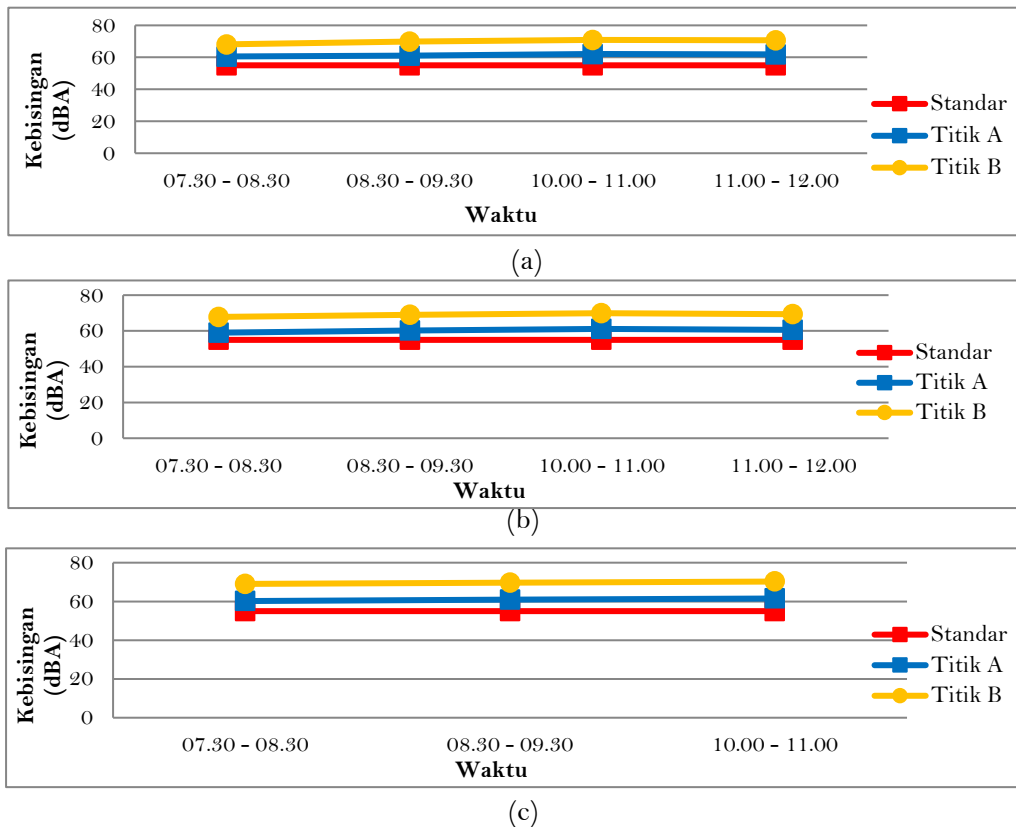 80
60
40
20
0
Kebisingan
(dBA)
07.30 - 08.30 08.30 - 09.30 10.00 - 11.00 11.00 - 12.00
Waktu
Standar
Titik A
Titik B
(a)
80
60
40
20
0
Kebisingan
(dBA)
07.30 - 08.30 08.30 - 09.30 10.00 - 11.00 11.00 - 12.00
Waktu
Standar
Titik A
Titik B
(b)
80
60
40
20
0
Kebisingan
(dBA)
07.30 - 08.30 08.30 - 09.30 10.00 - 11.00
Waktu
Standar
Titik A
Titik B
(c)